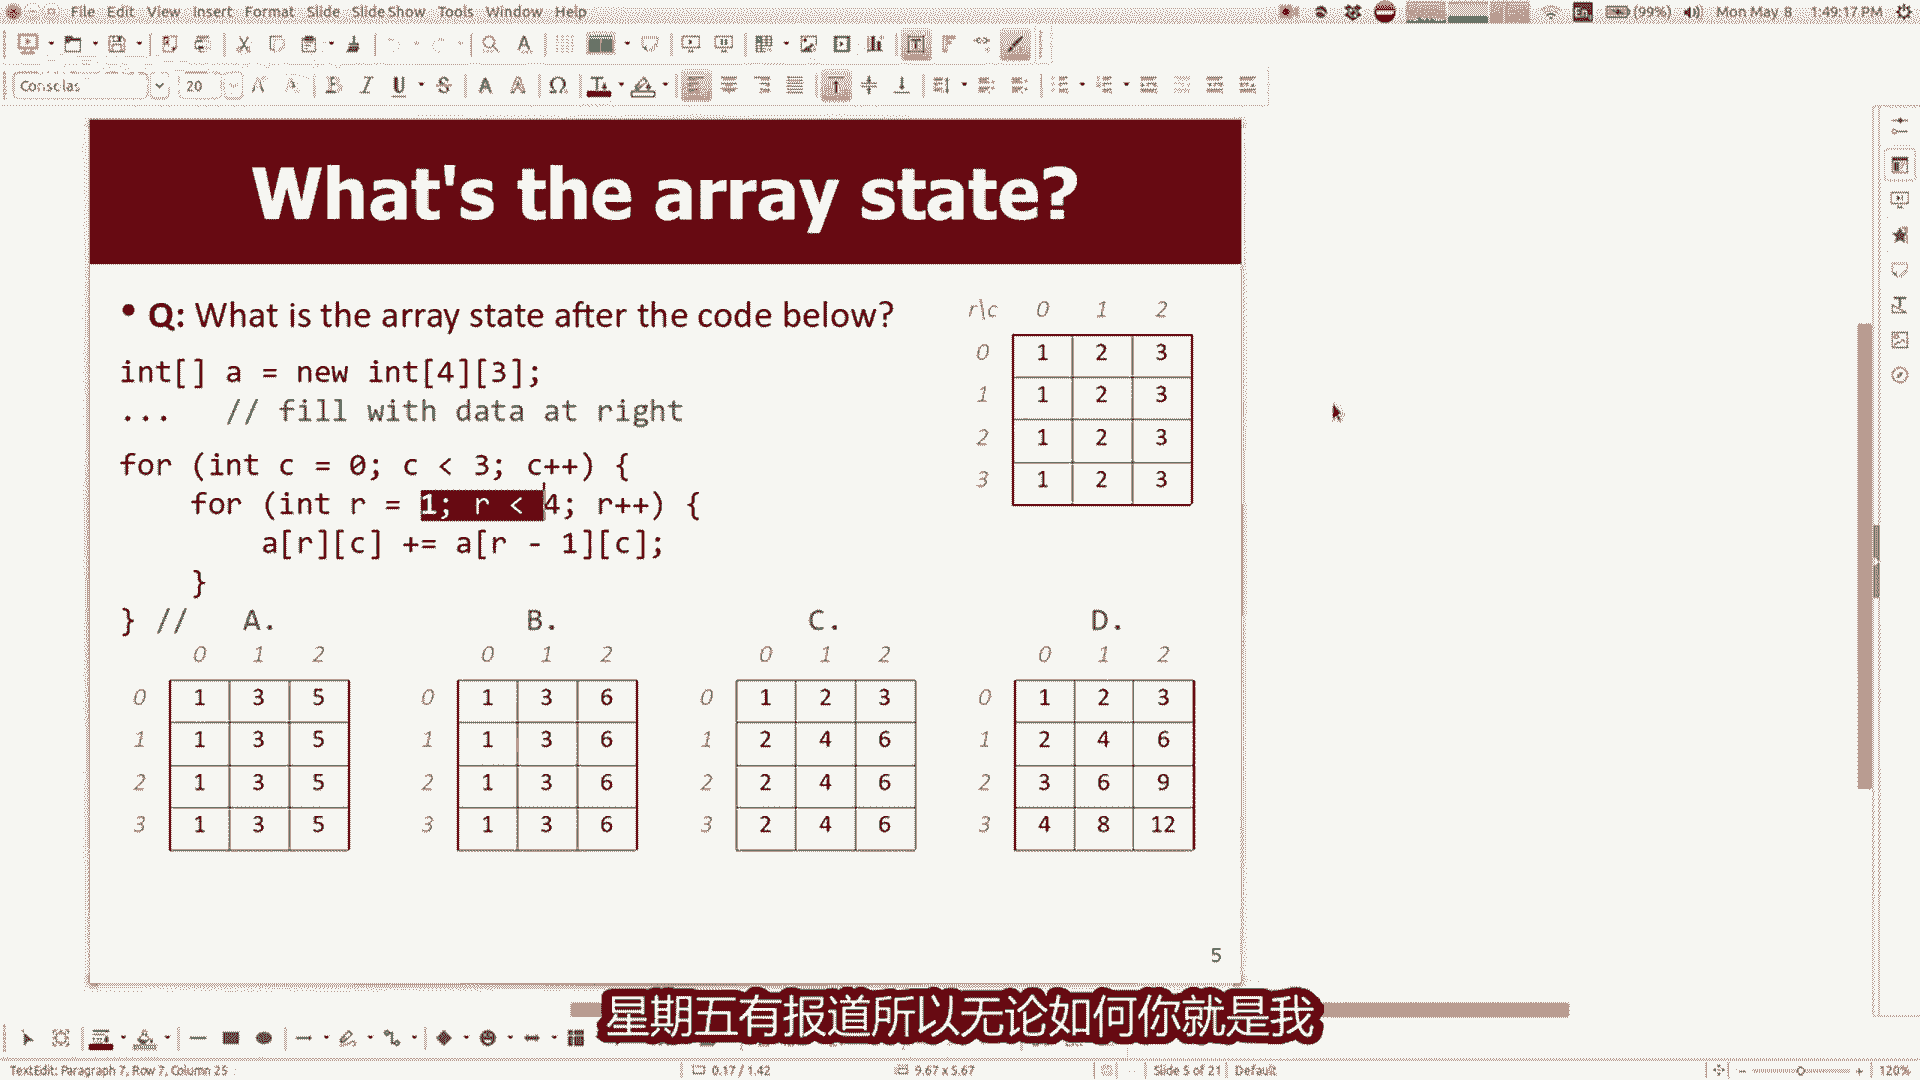 File Edit View Insert Format Slide Slide Show Tools Window Help
En (99%) Mon May 8 1:49:17 PM
Consolas 20
What's the array state?
• Q: What is the array state after the code below?
int[] a = new int[4][3];
... // fill with data at right
for (int c = 0; c < 3; c++) {
for (int r = 1; r < 4; r++) {
a[r][c] += a[r - 1][c];
}
} //
r\c 0 1 2
0 1 2 3
1 1 2 3
2 1 2 3
3 1 2 3
A.
0 1 2
0 1 3 5
1 1 3 5
2 1 3 5
3 1 3 5
B.
0 1 2
0 1 3 6
1 1 3 6
2 1 3 6
3 1 3 6
C.
0 1 2
0 1 2 3
1 2 4 6
2 2 4 6
3 2 4 6
D.
0 1 2
0 1 2 3
1 2 4 6
2 3 6 9
3 4 8 12
5
星期五有报道所以无论如何你就是我
TextEdit: Paragraph 7, Row 7, Column 25
0.17 / 1.42
9.67 x 5.67
Slide 5 of 21
Default
120%